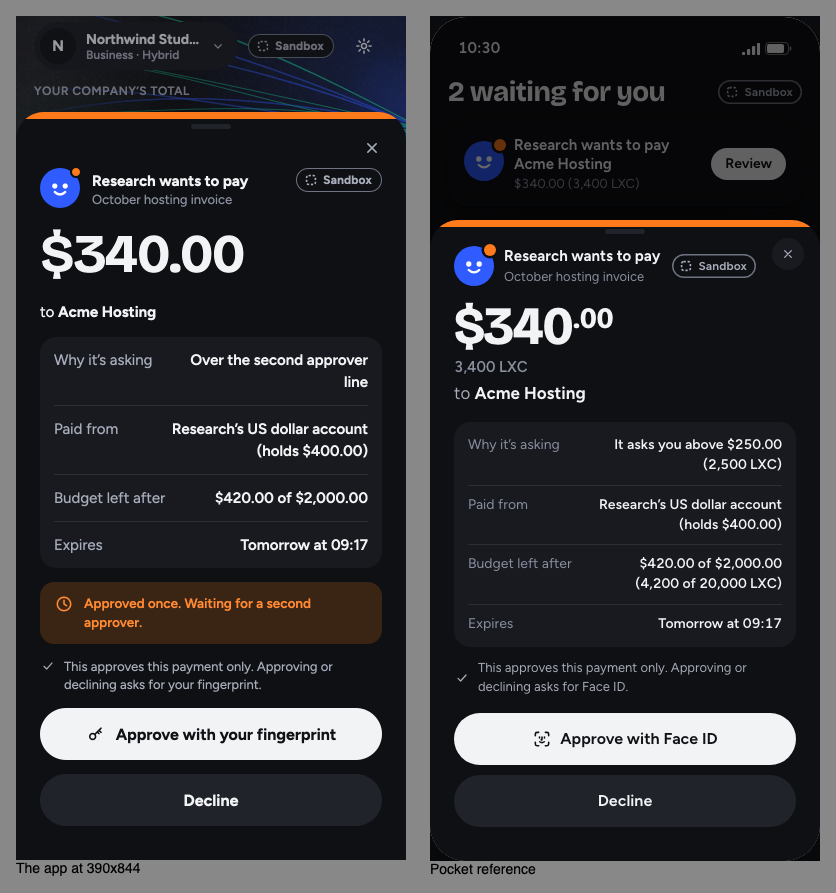 N
Northwind Stud...
Business · Hybrid
Sandbox
YOUR COMPANY'S TOTAL
Research wants to pay
October hosting invoice
Sandbox
$340.00
to Acme Hosting
Why it's asking
Over the second approver
line
Paid from
Research's US dollar account
(holds $400.00)
Budget left after
$420.00 of $2,000.00
Expires
Tomorrow at 09:17
Approved once. Waiting for a second
approver.
This approves this payment only. Approving or
declining asks for your fingerprint.
Approve with your fingerprint
Decline
The app at 390x844
10:30
2 waiting for you
Sandbox
Research wants to pay
Acme Hosting
$340.00 (3,400 LXC)
Review
Research wants to pay
October hosting invoice
Sandbox
$340.00
3,400 LXC
to Acme Hosting
Why it's asking
It asks you above $250.00
(2,500 LXC)
Paid from
Research's US dollar account
(holds $400.00)
Budget left after
$420.00 of $2,000.00
(4,200 of 20,000 LXC)
Expires
Tomorrow at 09:17
This approves this payment only. Approving or
declining asks for Face ID.
Approve with Face ID
Decline
Pocket reference